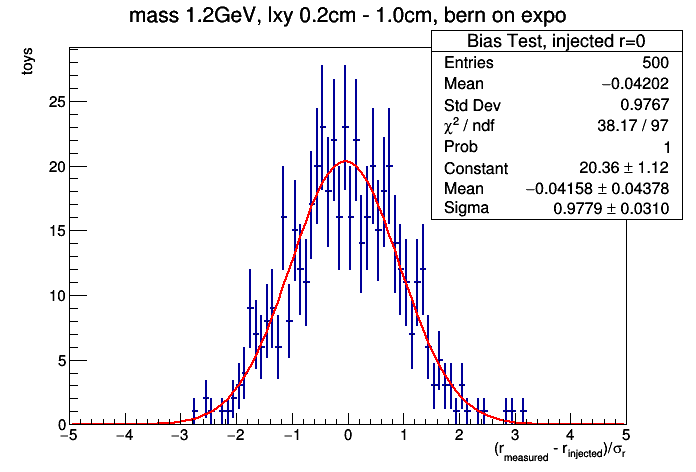 mass 1.2GeV, lxy 0.2cm - 1.0cm, bern on expo
toys
Bias Test, injected r=0
Entries 500
Mean −0.04202
Std Dev 0.9767
χ² / ndf 38.17 / 97
Prob 1
Constant 20.36 ± 1.12
Mean −0.04158 ± 0.04378
Sigma 0.9779 ± 0.0310
25
20
15
10
5
0
−5 −4 −3 −2 −1 0 1 2 3 4 5
(r_measured - r_injected)/σ_r